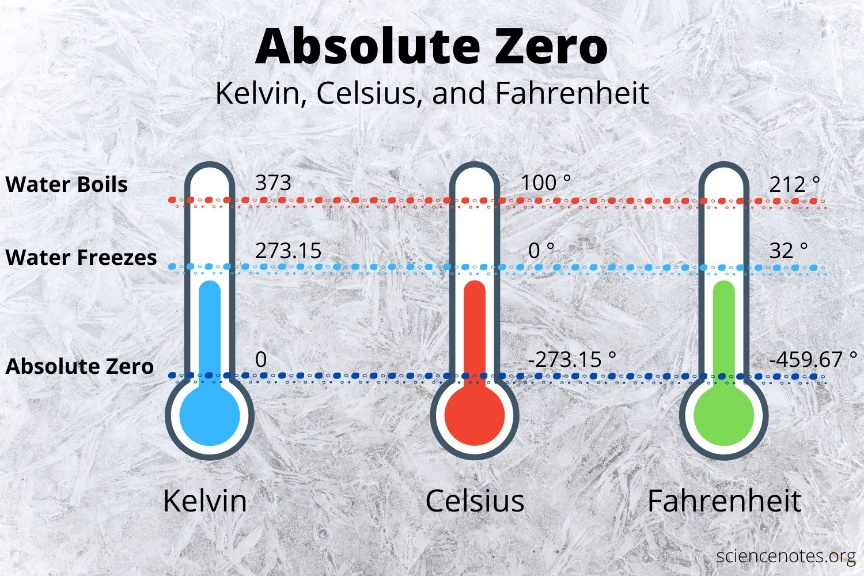 Absolute Zero
Kelvin, Celsius, and Fahrenheit
Water Boils 373 100 ° 212 °
Water Freezes 273.15 0 ° 32 °
Absolute Zero 0 -273.15 ° -459.67 °
Kelvin Celsius Fahrenheit
sciencenotes.org